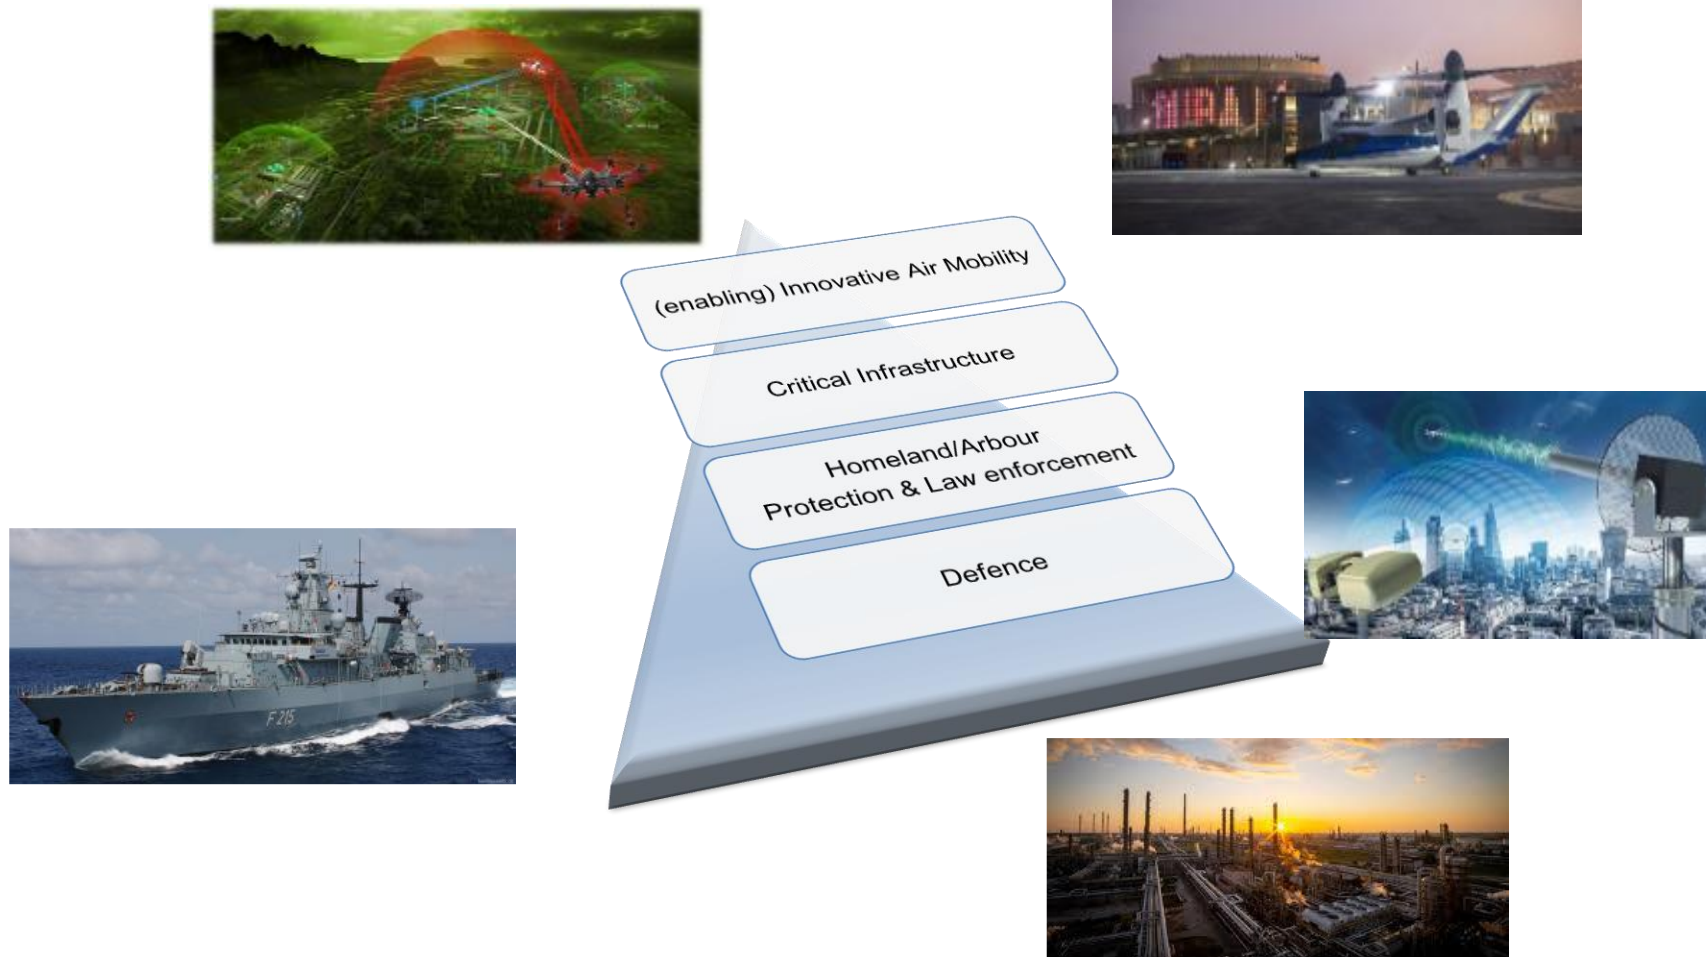 (enabling) Innovative Air Mobility
Critical Infrastructure
Homeland/Arbour
Protection & Law enforcement
Defence
F 215